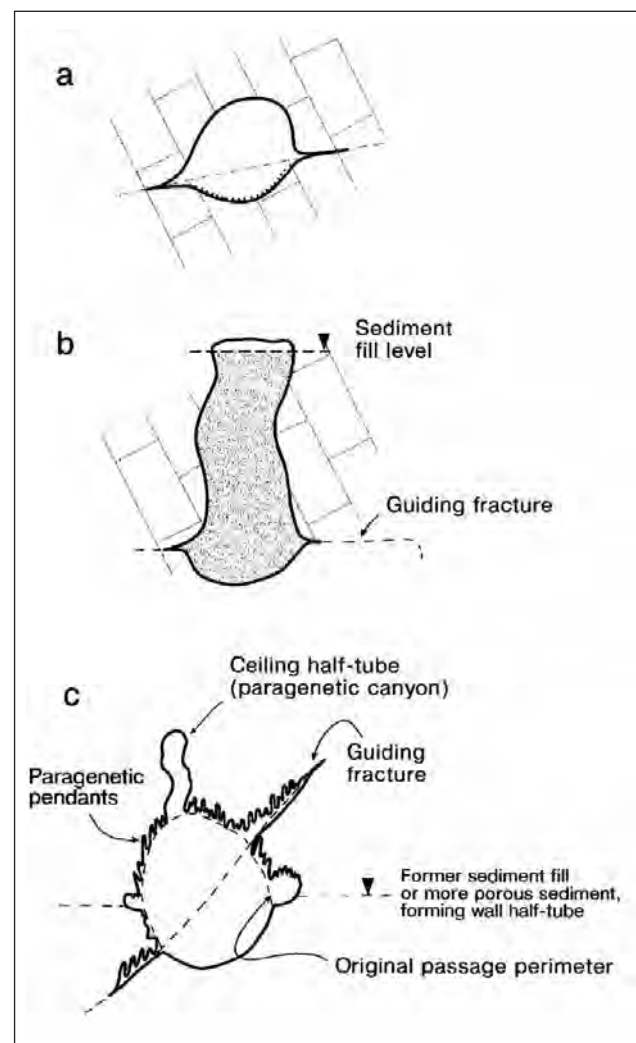 a
b
Sediment
fill level
Guiding fracture
Ceiling half-tube
(paragenetic canyon)
c
Guiding
fracture
Paragenetic
pendants
Former sediment fill
or more porous sediment,
forming wall half-tube
Original passage perimeter